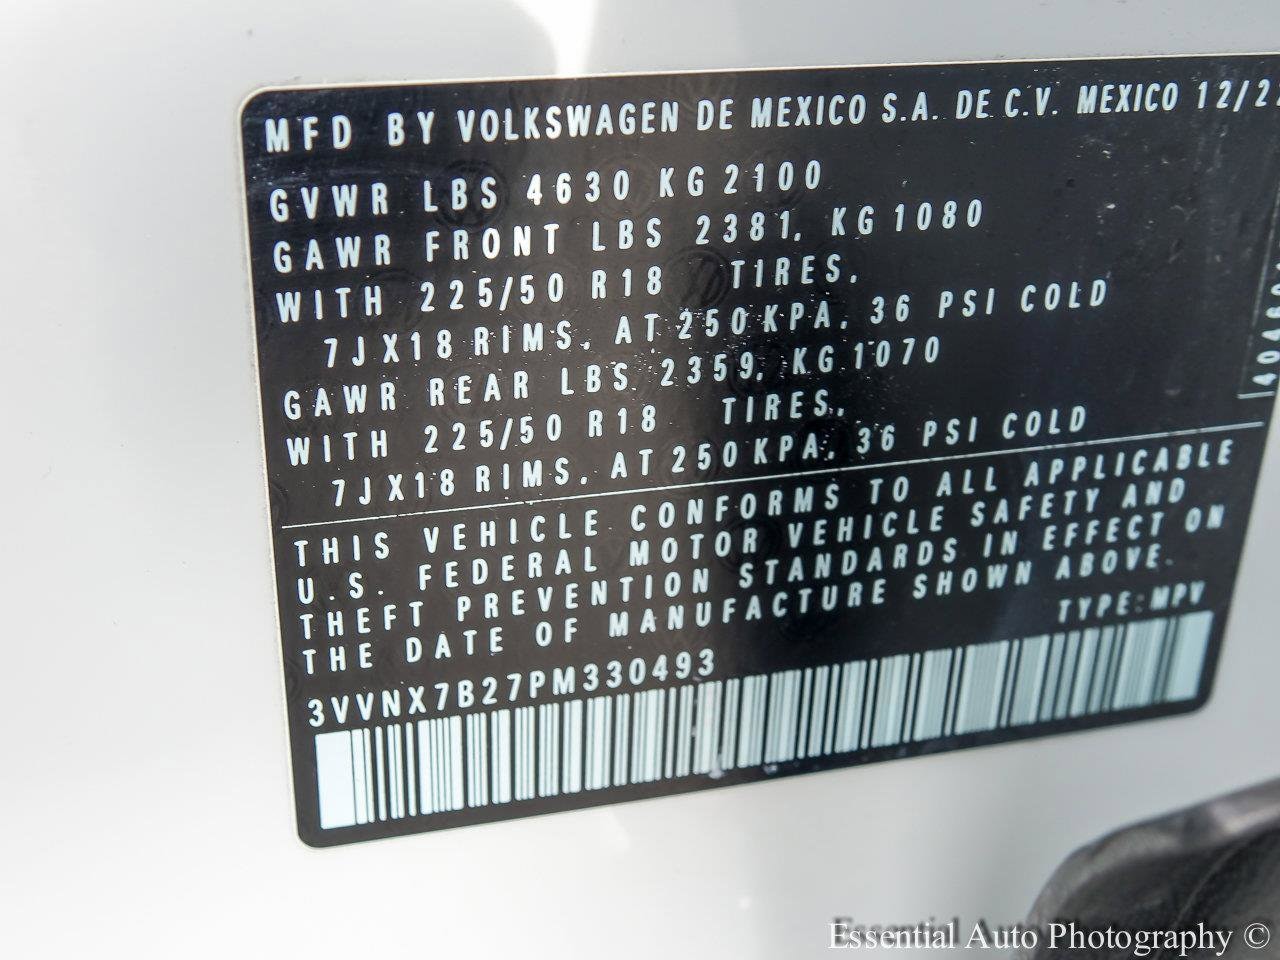 MFD BY VOLKSWAGEN DE MEXICO S.A. DE C.V. MEXICO 12/2
GVWR LBS 4630 KG 2100
GAWR FRONT LBS 2381, KG 1080
WITH 225/50 R18 TIRES,
7JX18 RIMS, AT 250 KPA, 36 PSI COLD
GAWR REAR LBS 2359, KG 1070
WITH 225/50 R18 TIRES,
7JX18 RIMS, AT 250 KPA, 36 PSI COLD
THIS VEHICLE CONFORMS TO ALL APPLICABLE
U.S. FEDERAL MOTOR VEHICLE SAFETY AND
THEFT PREVENTION STANDARDS IN EFFECT ON
THE DATE OF MANUFACTURE SHOWN ABOVE.
TYPE: MPV
3VVNX7B27PM330493
Essential Auto Photography ©